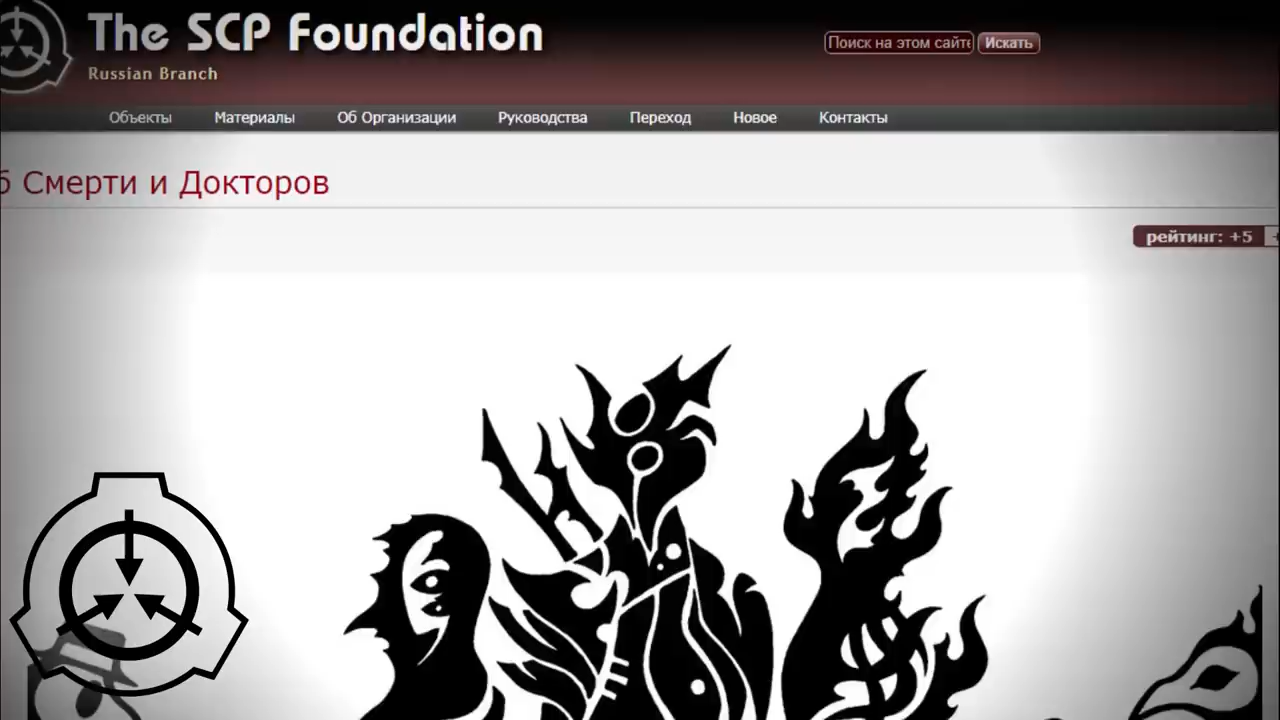 The SCP Foundation
Russian Branch
Поиск на этом сайте
Искать
Объекты Материалы Об Организации Руководства Переход Новое Контакты
б Смерти и Докторов
рейтинг: +5